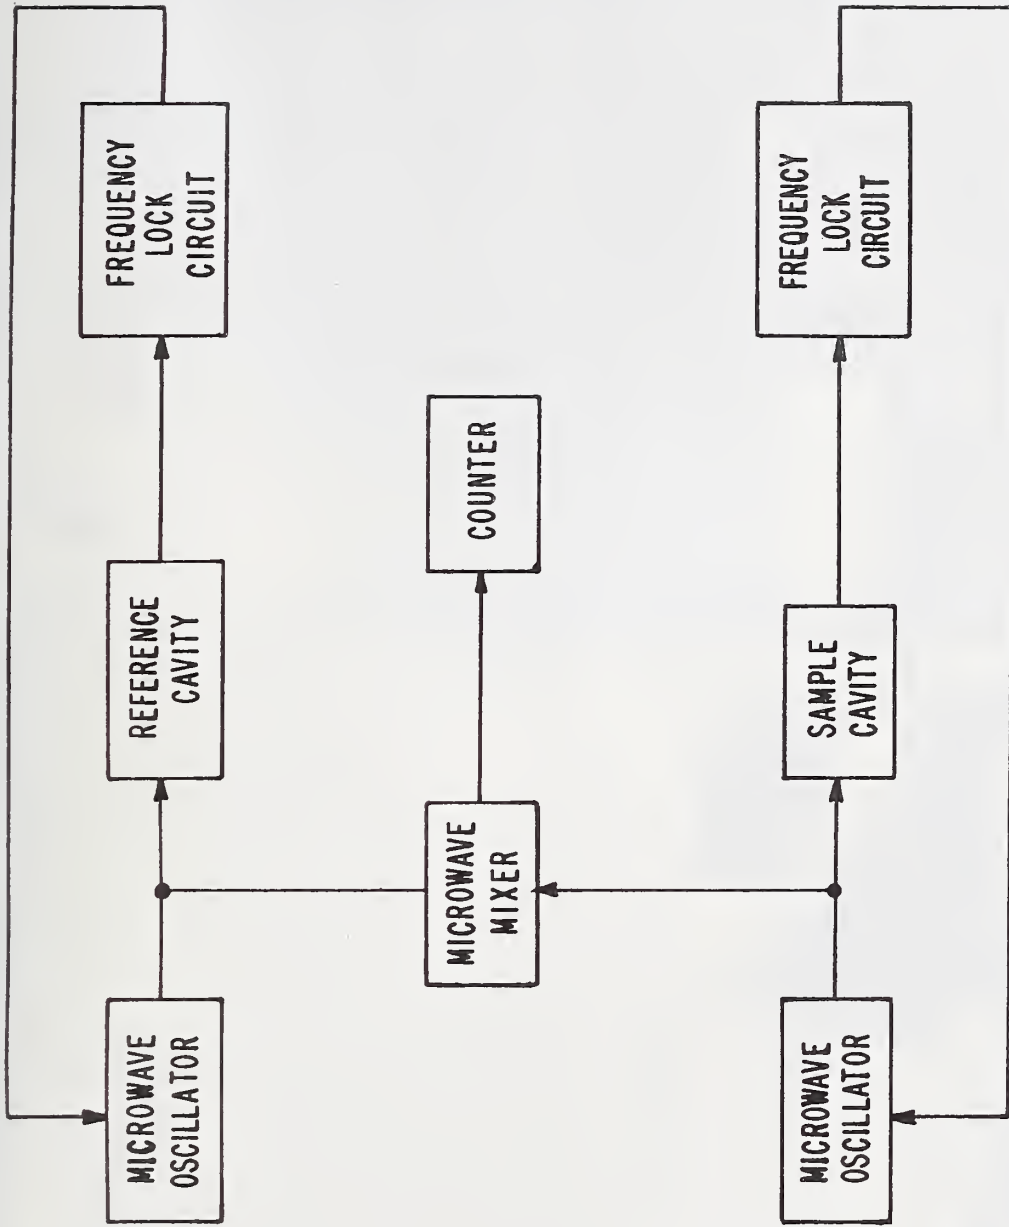 MICROWAVE
OSCILLATOR
REFERENCE
CAVITY
FREQUENCY
LOCK
CIRCUIT
MICROWAVE
MIXER
COUNTER
MICROWAVE
OSCILLATOR
SAMPLE
CAVITY
FREQUENCY
LOCK
CIRCUIT